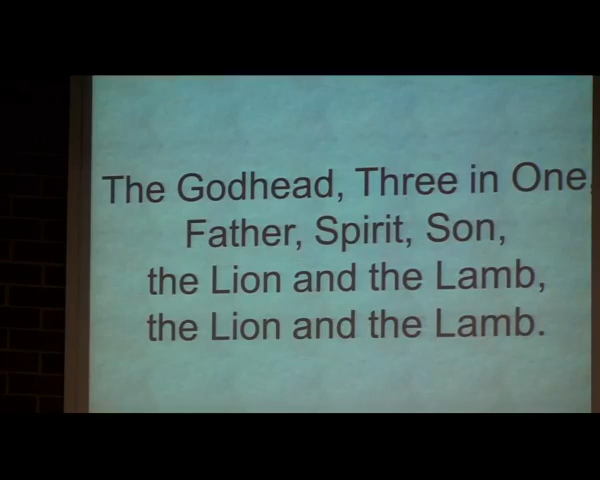 The Godhead, Three in One,
Father, Spirit, Son,
the Lion and the Lamb,
the Lion and the Lamb.